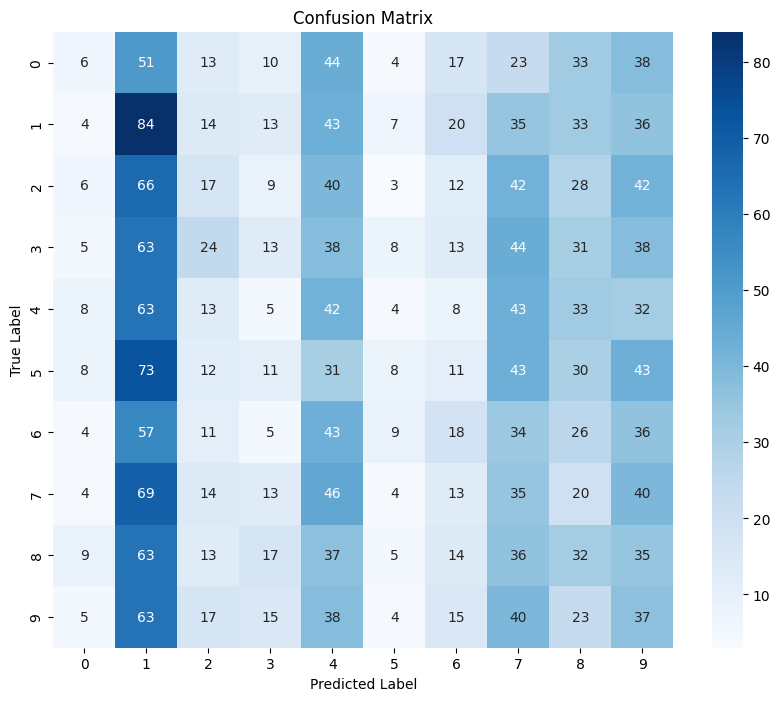 Confusion Matrix
0 6 51 13 10 44 4 17 23 33 38
1 4 84 14 13 43 7 20 35 33 36
2 6 66 17 9 40 3 12 42 28 42
3 5 63 24 13 38 8 13 44 31 38
4 8 63 13 5 42 4 8 43 33 32
5 8 73 12 11 31 8 11 43 30 43
6 4 57 11 5 43 9 18 34 26 36
7 4 69 14 13 46 4 13 35 20 40
8 9 63 13 17 37 5 14 36 32 35
9 5 63 17 15 38 4 15 40 23 37
0 1 2 3 4 5 6 7 8 9
Predicted Label
True Label
80
70
60
50
40
30
20
10